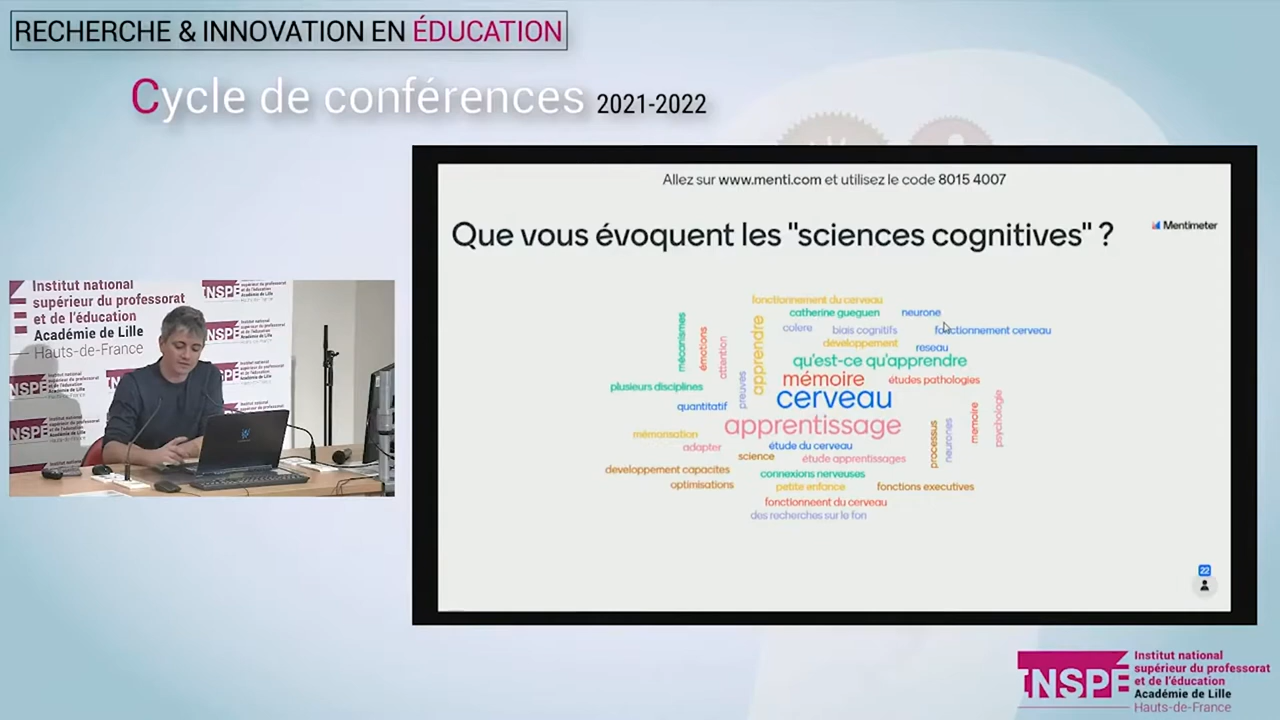 RECHERCHE & INNOVATION EN ÉDUCATION
Cycle de conférences 2021-2022
Allez sur www.menti.com et utilisez le code 8015 4007
Que vous évoquent les "sciences cognitives" ?
Mentimeter
fonctionnement du cerveau
catherine gueguen
neurone
colere
biais cognitifs
fonctionnement cerveau
développement
reseau
mécanismes
émotions
attention
apprendre
qu'est-ce qu'apprendre
mémoire
études pathologies
plusieurs disciplines
preuves
cerveau
quantitatif
apprentissage
mémorisation
étude du cerveau
adapter
science
étude apprentissages
processus
neurones
memoire
psychologie
developpement capacites
connexions nerveuses
optimisations
petite enfance
fonctions executives
fonctionneent du cerveau
des recherches sur le fon
22
Institut national
supérieur du professorat
et de l'éducation
Académie de Lille
Hauts-de-France
INSPÉ
INSPÉ
Institut national
supérieur du professorat
et de l'éducation
Académie de Lille
Hauts-de-France